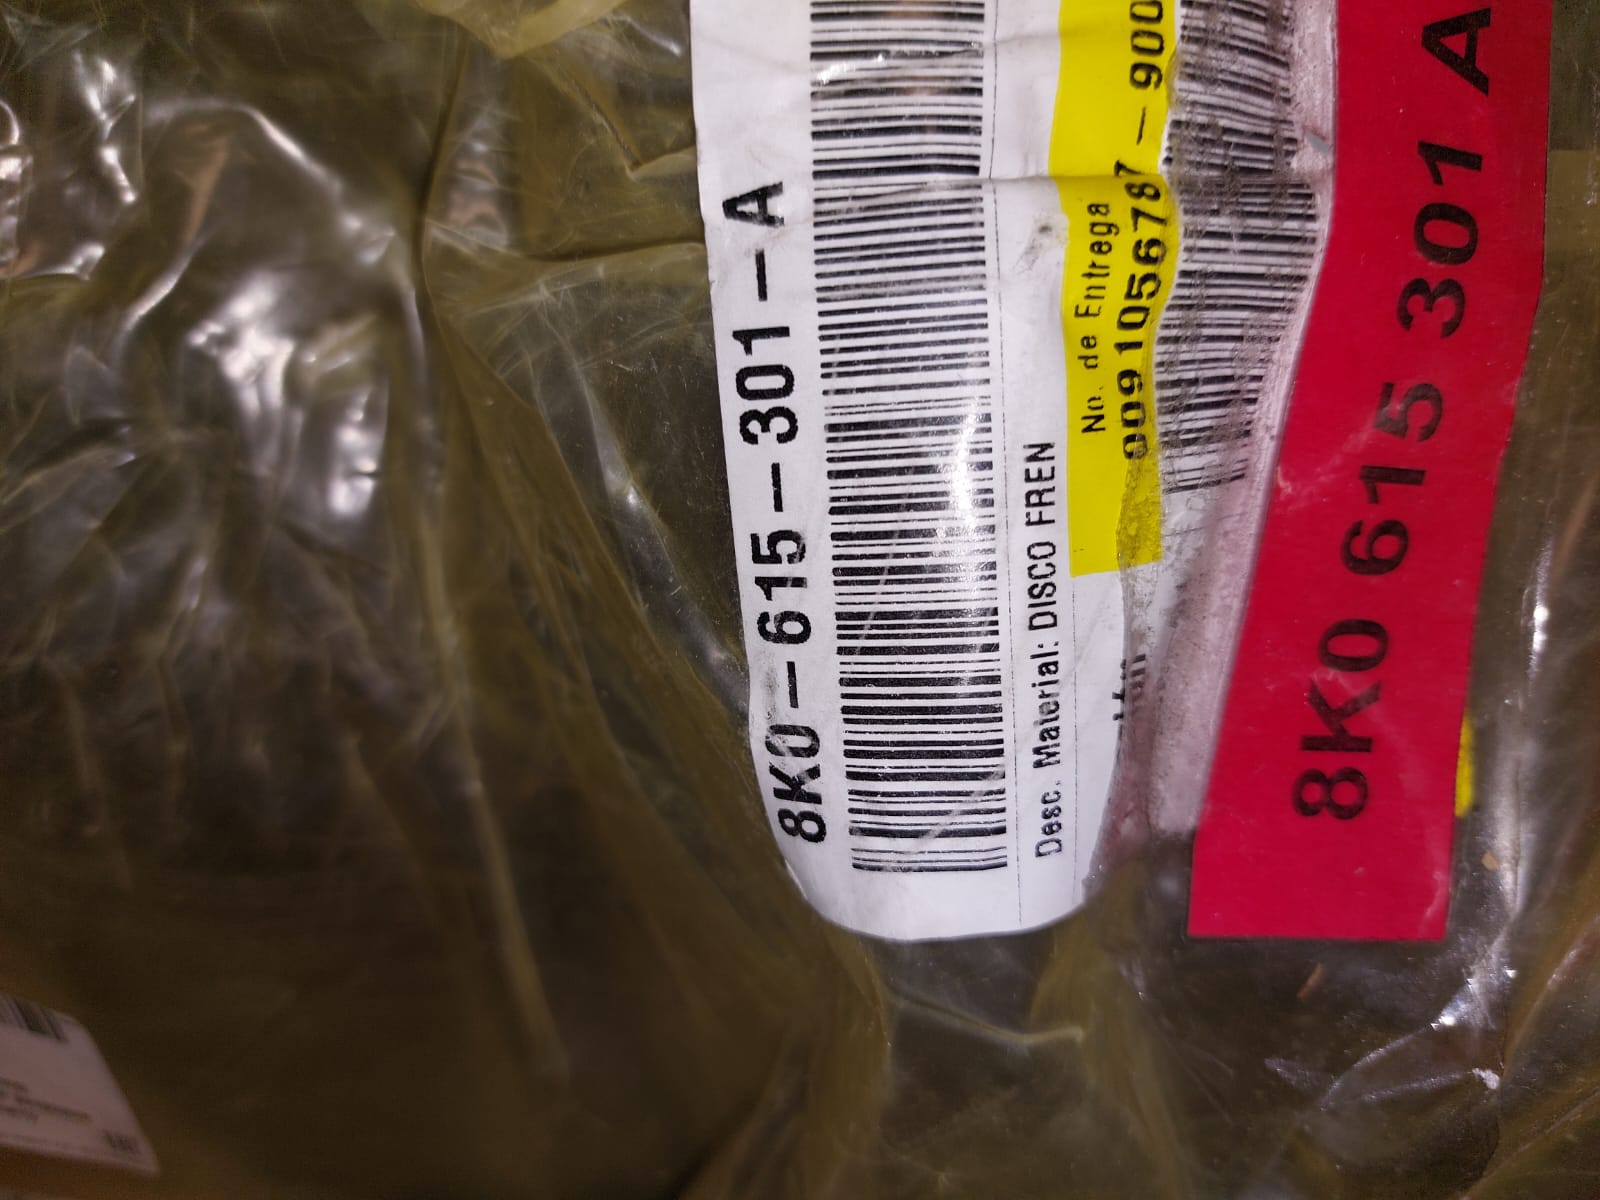 8K0-615-301-A
Desc. Material: DISCO FREN
No. de Entrega
0091056787-900
8K0 615 301 A